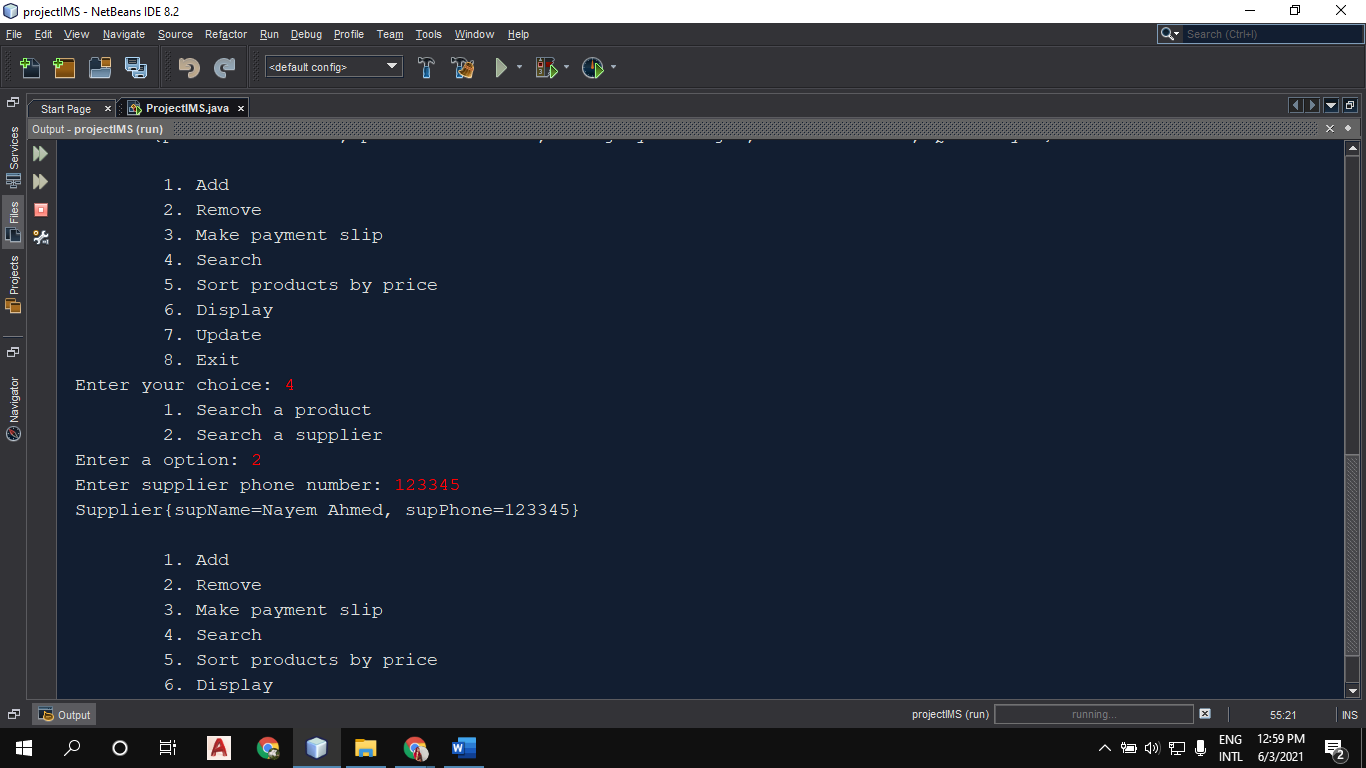 projectIMS - NetBeans IDE 8.2
File Edit View Navigate Source Refactor Run Debug Profile Team Tools Window Help
Search (Ctrl+I)
<default config>
Start Page
ProjectIMS.java
Output - projectIMS (run)
Services
Files
Projects
Navigator
1. Add
2. Remove
3. Make payment slip
4. Search
5. Sort products by price
6. Display
7. Update
8. Exit
Enter your choice: 4
1. Search a product
2. Search a supplier
Enter a option: 2
Enter supplier phone number: 123345
Supplier{supName=Nayem Ahmed, supPhone=123345}
1. Add
2. Remove
3. Make payment slip
4. Search
5. Sort products by price
6. Display
Output
projectIMS (run)
running...
55:21
INS
ENG
INTL
12:59 PM
6/3/2021
2